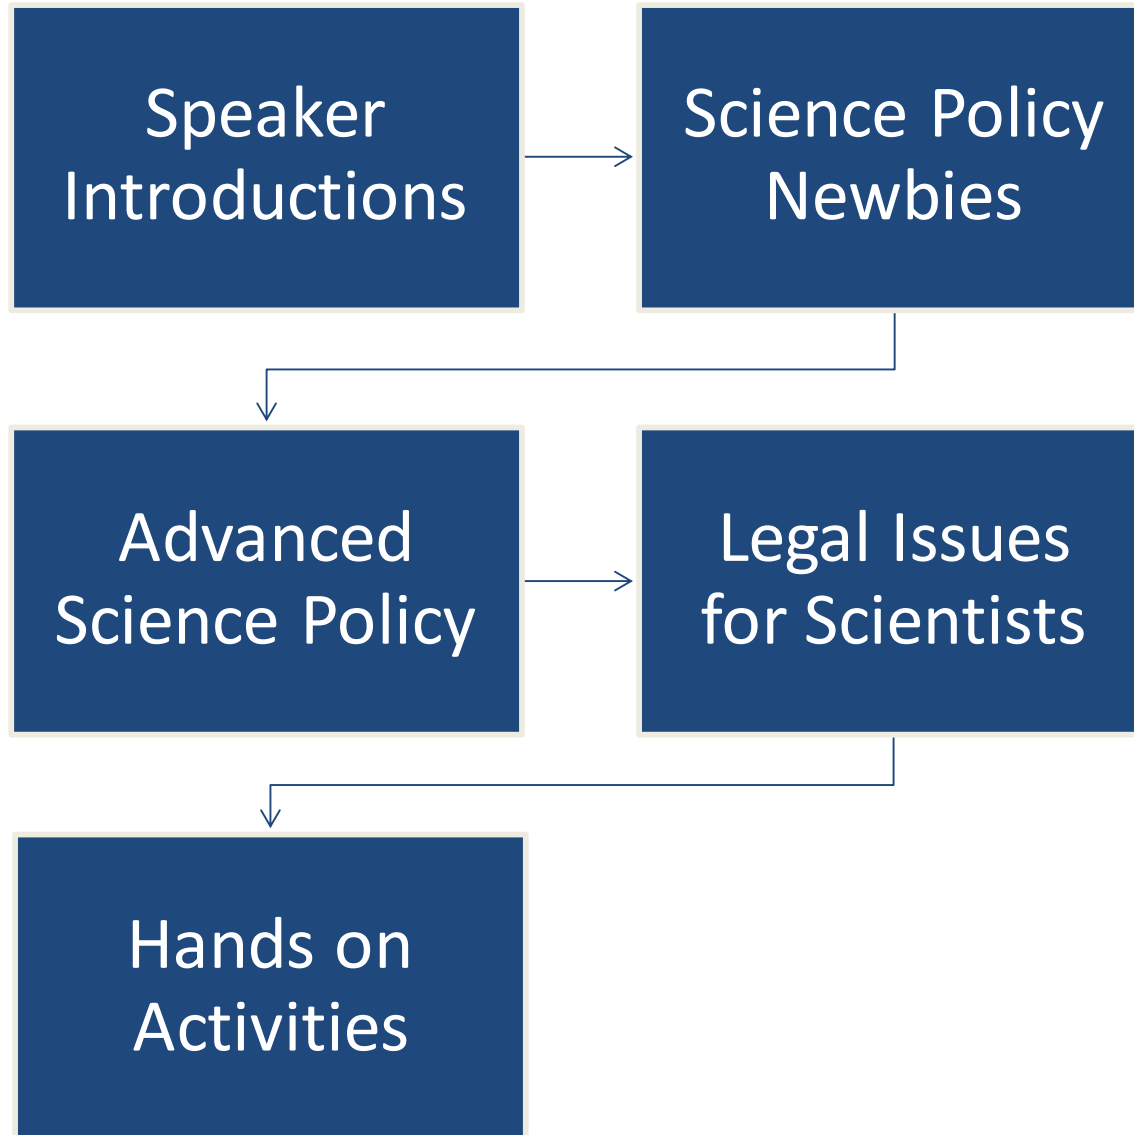 Speaker
Introductions
Science Policy
Newbies
Advanced
Science Policy
Legal Issues
for Scientists
Hands on
Activities